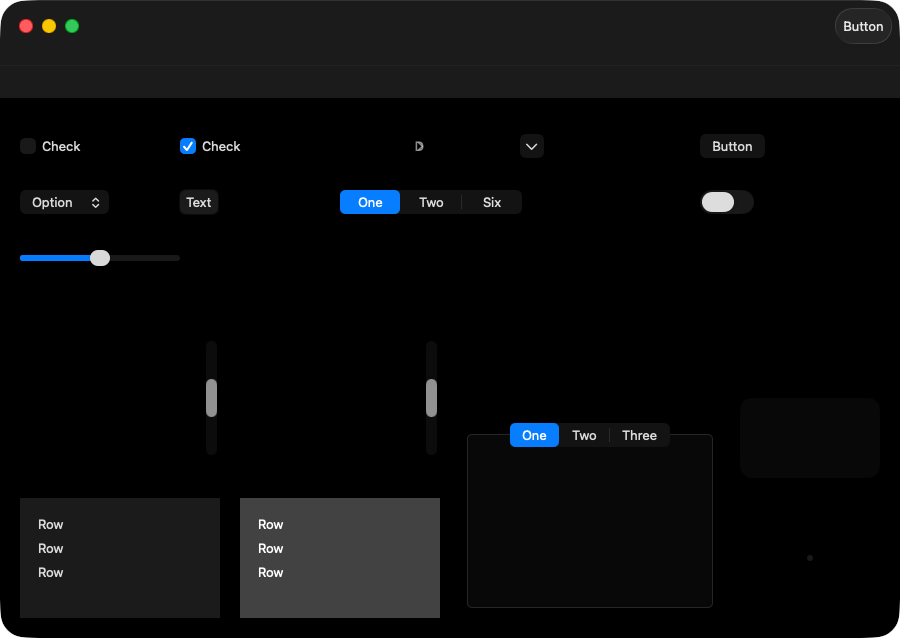 Button
Check
Check
Button
Option
Text
One
Two
Six
One
Two
Three
Row
Row
Row
Row
Row
Row